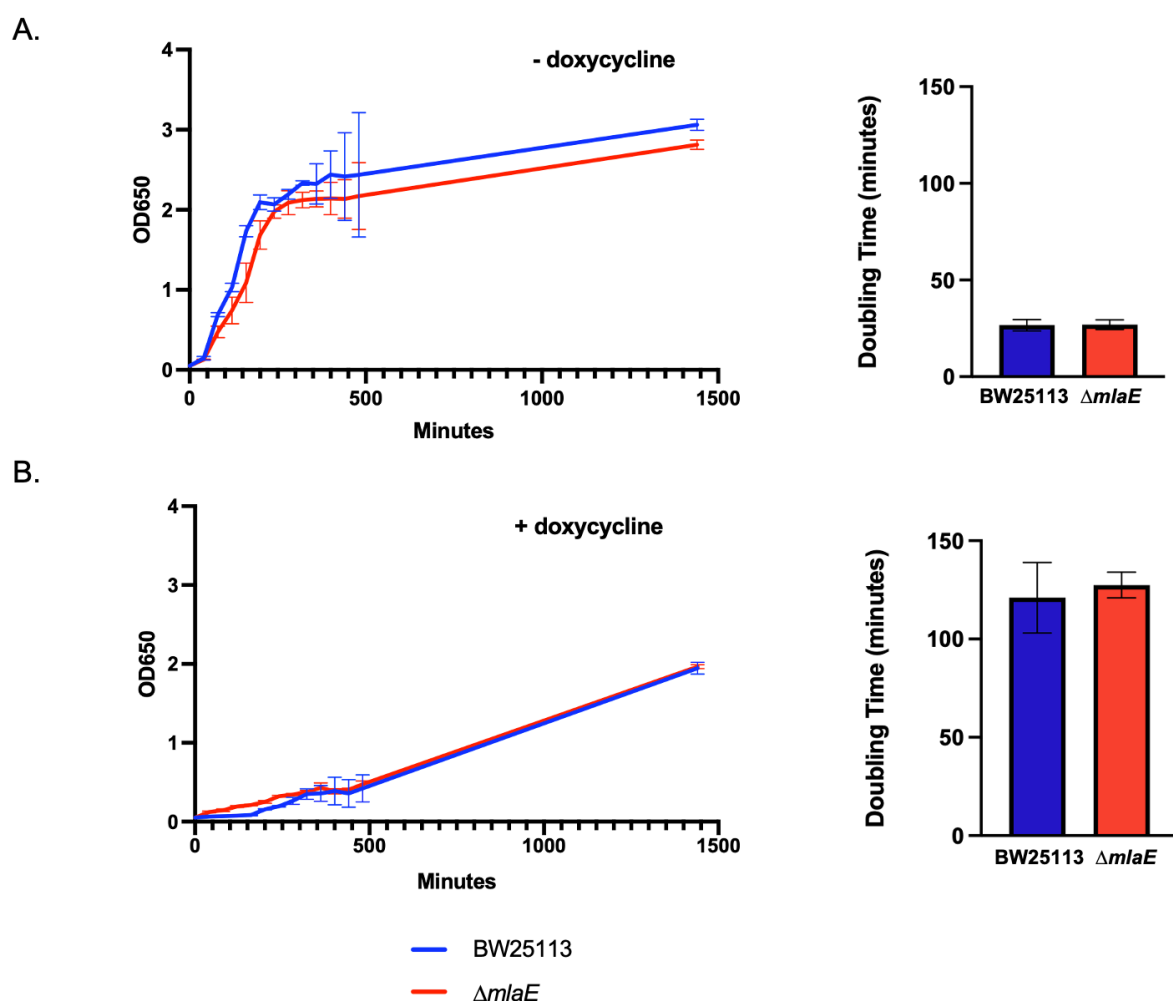 A.
- doxycycline
OD650
4
3
2
1
0
0 500 1000 1500
Minutes
Doubling Time (minutes)
150
100
50
0
BW25113 ΔmlaE
B.
+ doxycycline
OD650
4
3
2
1
0
0 500 1000 1500
Minutes
Doubling Time (minutes)
150
100
50
0
BW25113 ΔmlaE
BW25113
ΔmlaE